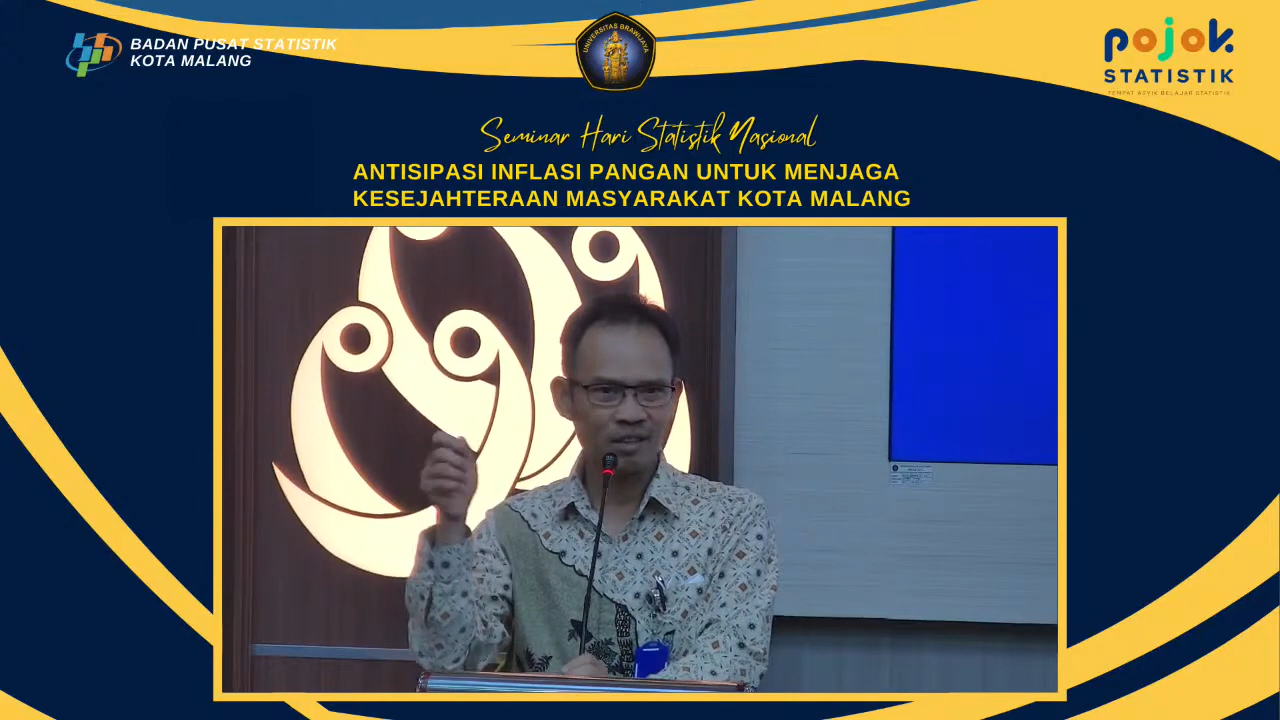 BADAN PUSAT STATISTIK
KOTA MALANG
UNIVERSITAS BRAWIJAYA
pojok
STATISTIK
TEMPAT ASYIK BELAJAR STATISTIK
Seminar Hari Statistik Nasional
ANTISIPASI INFLASI PANGAN UNTUK MENJAGA
KESEJAHTERAAN MASYARAKAT KOTA MALANG